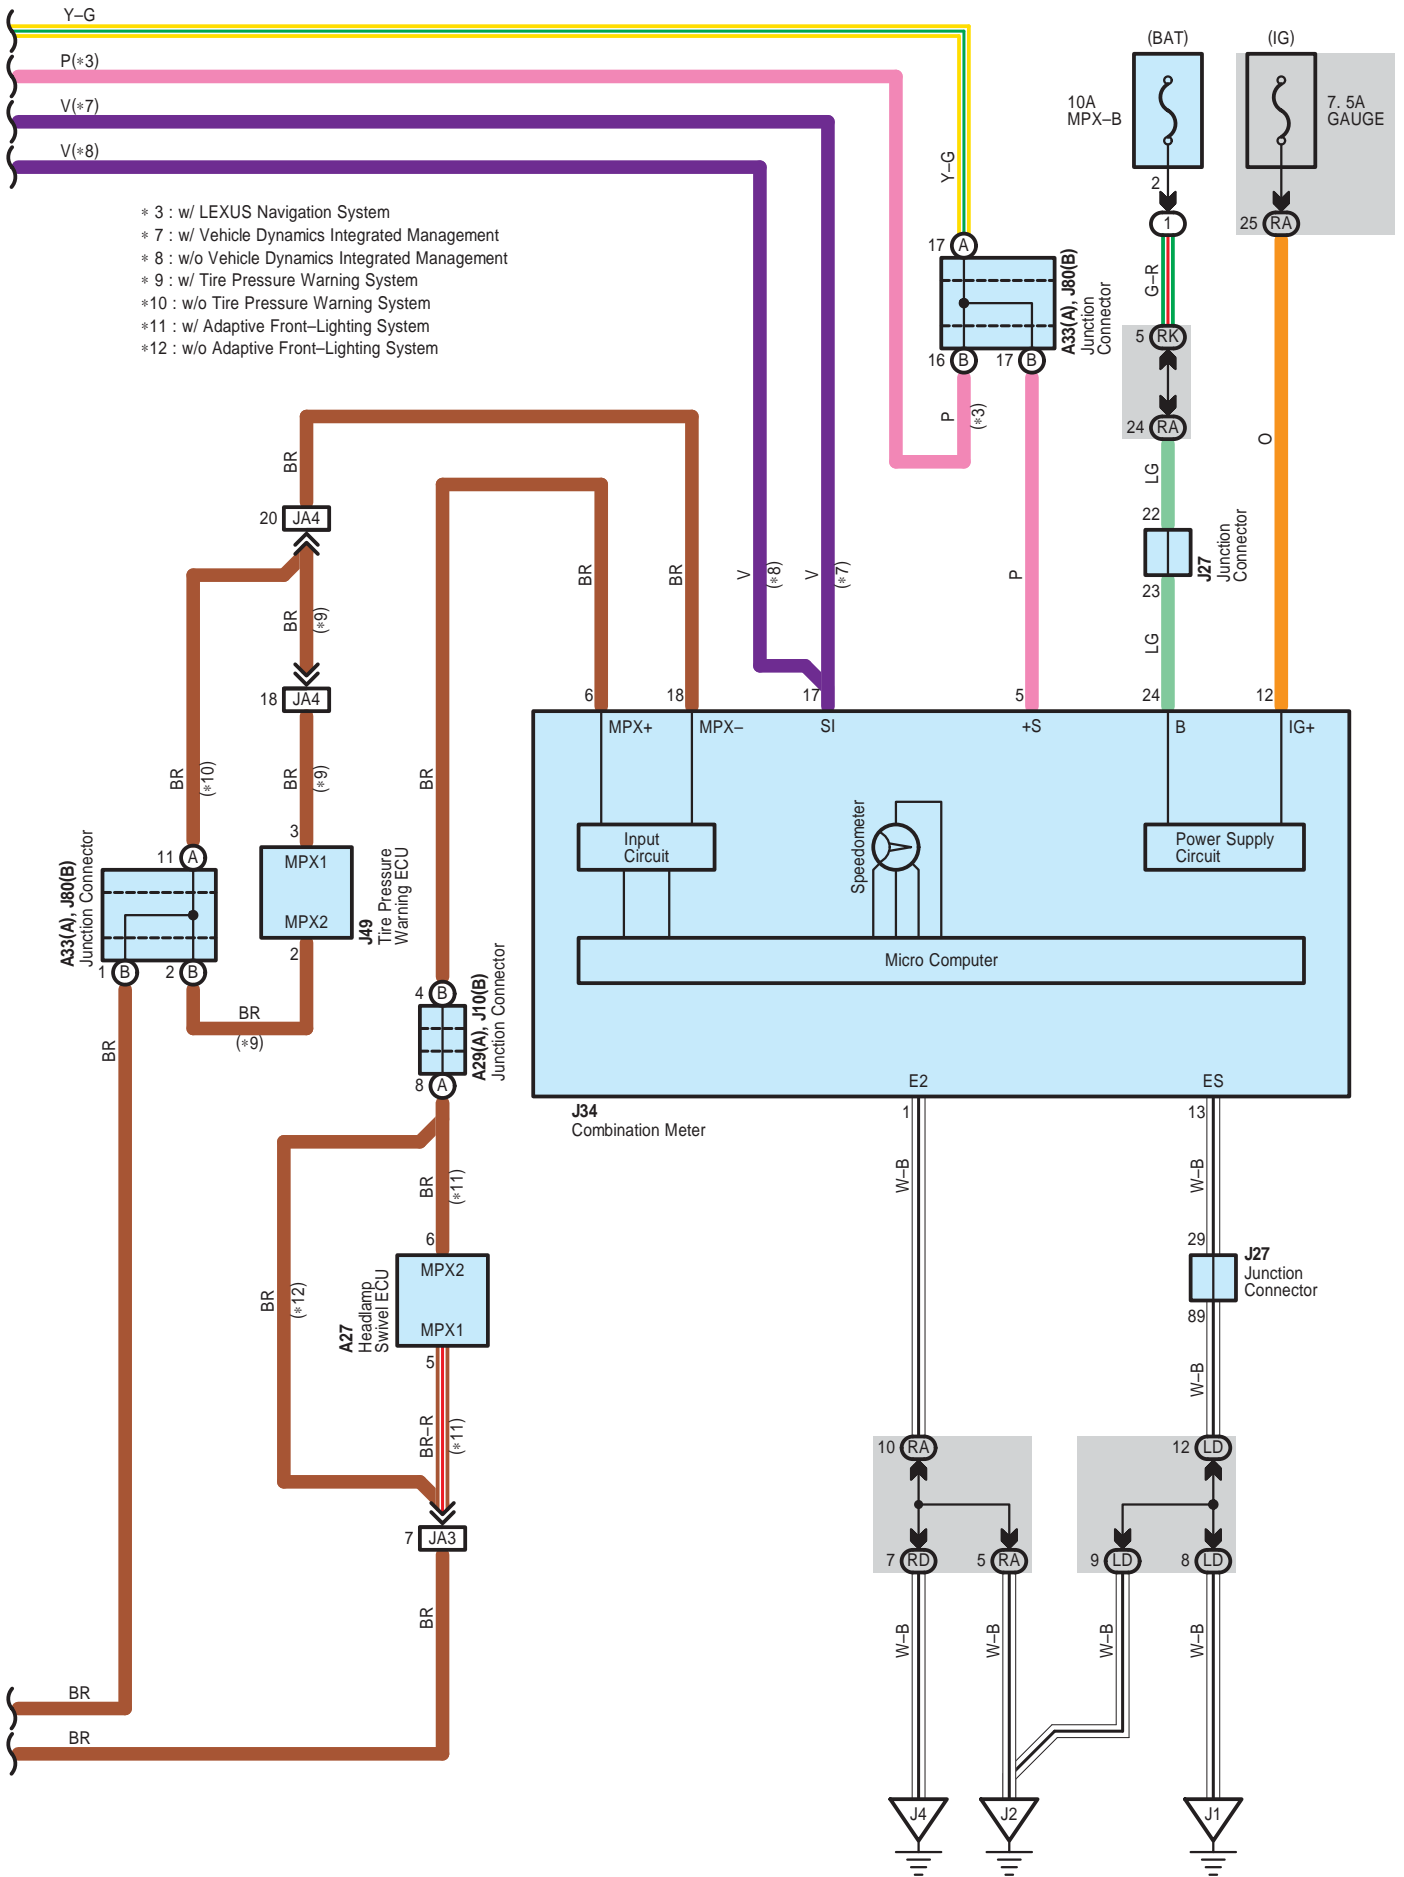 Y–G
P(*3)
V(*7)
V(*8)
* 3 : w/ LEXUS Navigation System
* 7 : w/ Vehicle Dynamics Integrated Management
* 8 : w/o Vehicle Dynamics Integrated Management
* 9 : w/ Tire Pressure Warning System
*10 : w/o Tire Pressure Warning System
*11 : w/ Adaptive Front–Lighting System
*12 : w/o Adaptive Front–Lighting System
(BAT)
(IG)
10A
MPX–B
7. 5A
GAUGE
2
1
25 RA
Y–G
17 A
A33(A), J80(B)
Junction
Connector
16 B
17 B
G–R
5 RK
24 RA
P
(*3)
O
LG
22
J27
Junction
Connector
23
LG
BR
20 JA4
BR
(*9)
18 JA4
BR
BR
V
(*8)
V
(*7)
P
6
18
17
5
24
12
MPX+
MPX–
SI
+S
B
IG+
BR
(*10)
BR
(*9)
BR
3
MPX1
MPX2
2
J49
Tire Pressure
Warning ECU
11 A
A33(A), J80(B)
Junction Connector
1 B
2 B
BR
(*9)
BR
Input
Circuit
Speedometer
Power Supply
Circuit
Micro Computer
4 B
A29(A), J10(B)
Junction Connector
8 A
E2
ES
J34
Combination Meter
1
13
W–B
W–B
BR
(*11)
6
MPX2
MPX1
5
A27
Headlamp
Swivel ECU
BR
(*12)
29
J27
Junction
Connector
89
W–B
BR–R
(*11)
7 JA3
10 RA
12 LD
7 RD
5 RA
9 LD
8 LD
BR
W–B
W–B
W–B
W–B
BR
BR
J4
J2
J1